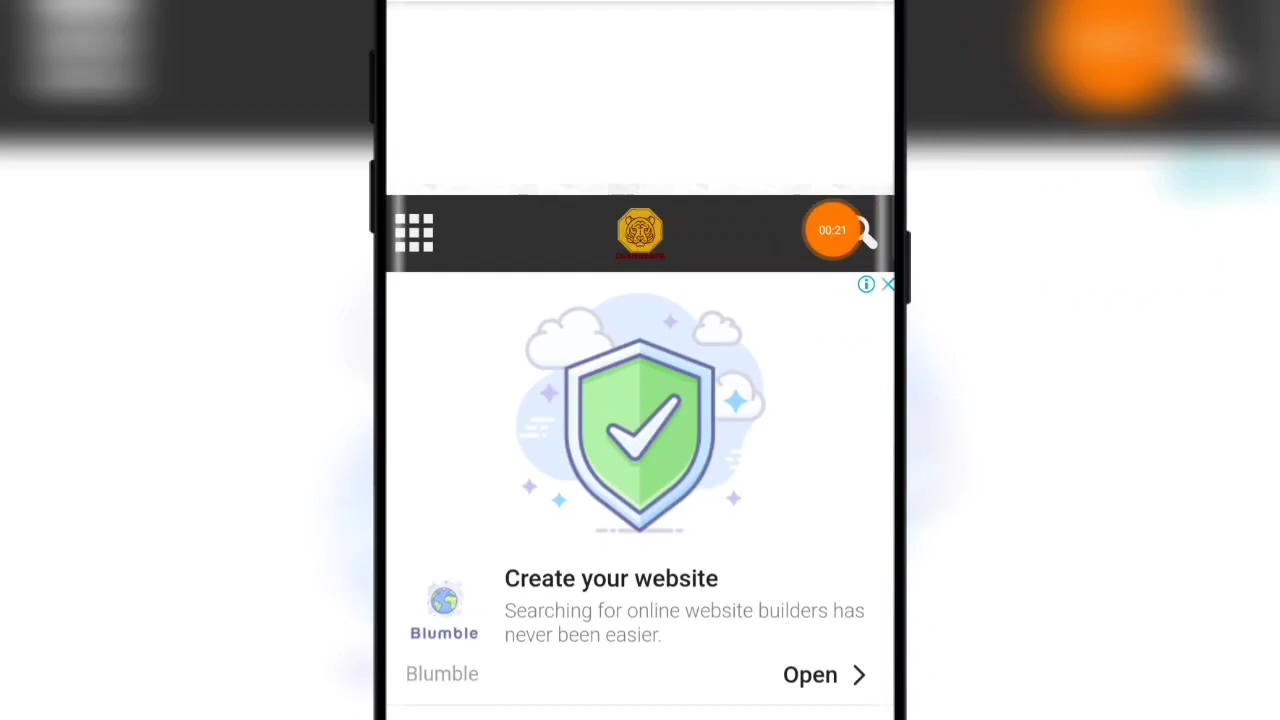 00:21
Create your website
Searching for online website builders has
never been easier.
Blumble
Blumble
Open